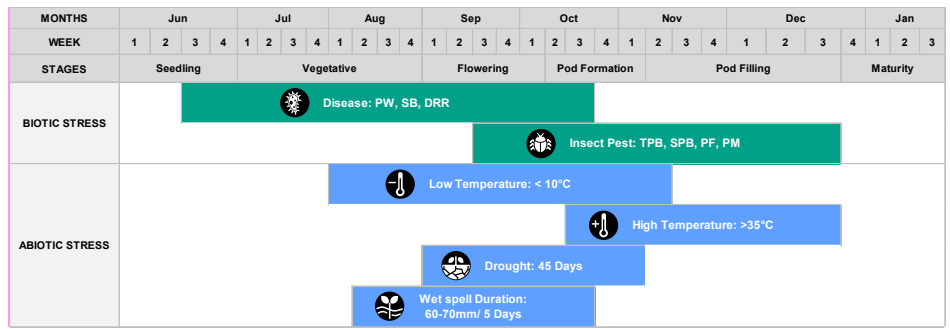 MONTHS Jun Jul Aug Sep Oct Nov Dec Jan
WEEK 1 2 3 4 1 2 3 4 1 2 3 4 1 2 3 4 1 2 3 4 1 2 3 4 1 2 3 4 1 2 3
STAGES Seedling Vegetative Flowering Pod Formation Pod Filling Maturity
BIOTIC STRESS
Disease: PW, SB, DRR
Insect Pest: TPB, SPB, PF, PM
ABIOTIC STRESS
Low Temperature: < 10°C
High Temperature: >35°C
Drought: 45 Days
Wet spell Duration:
60-70mm/ 5 Days